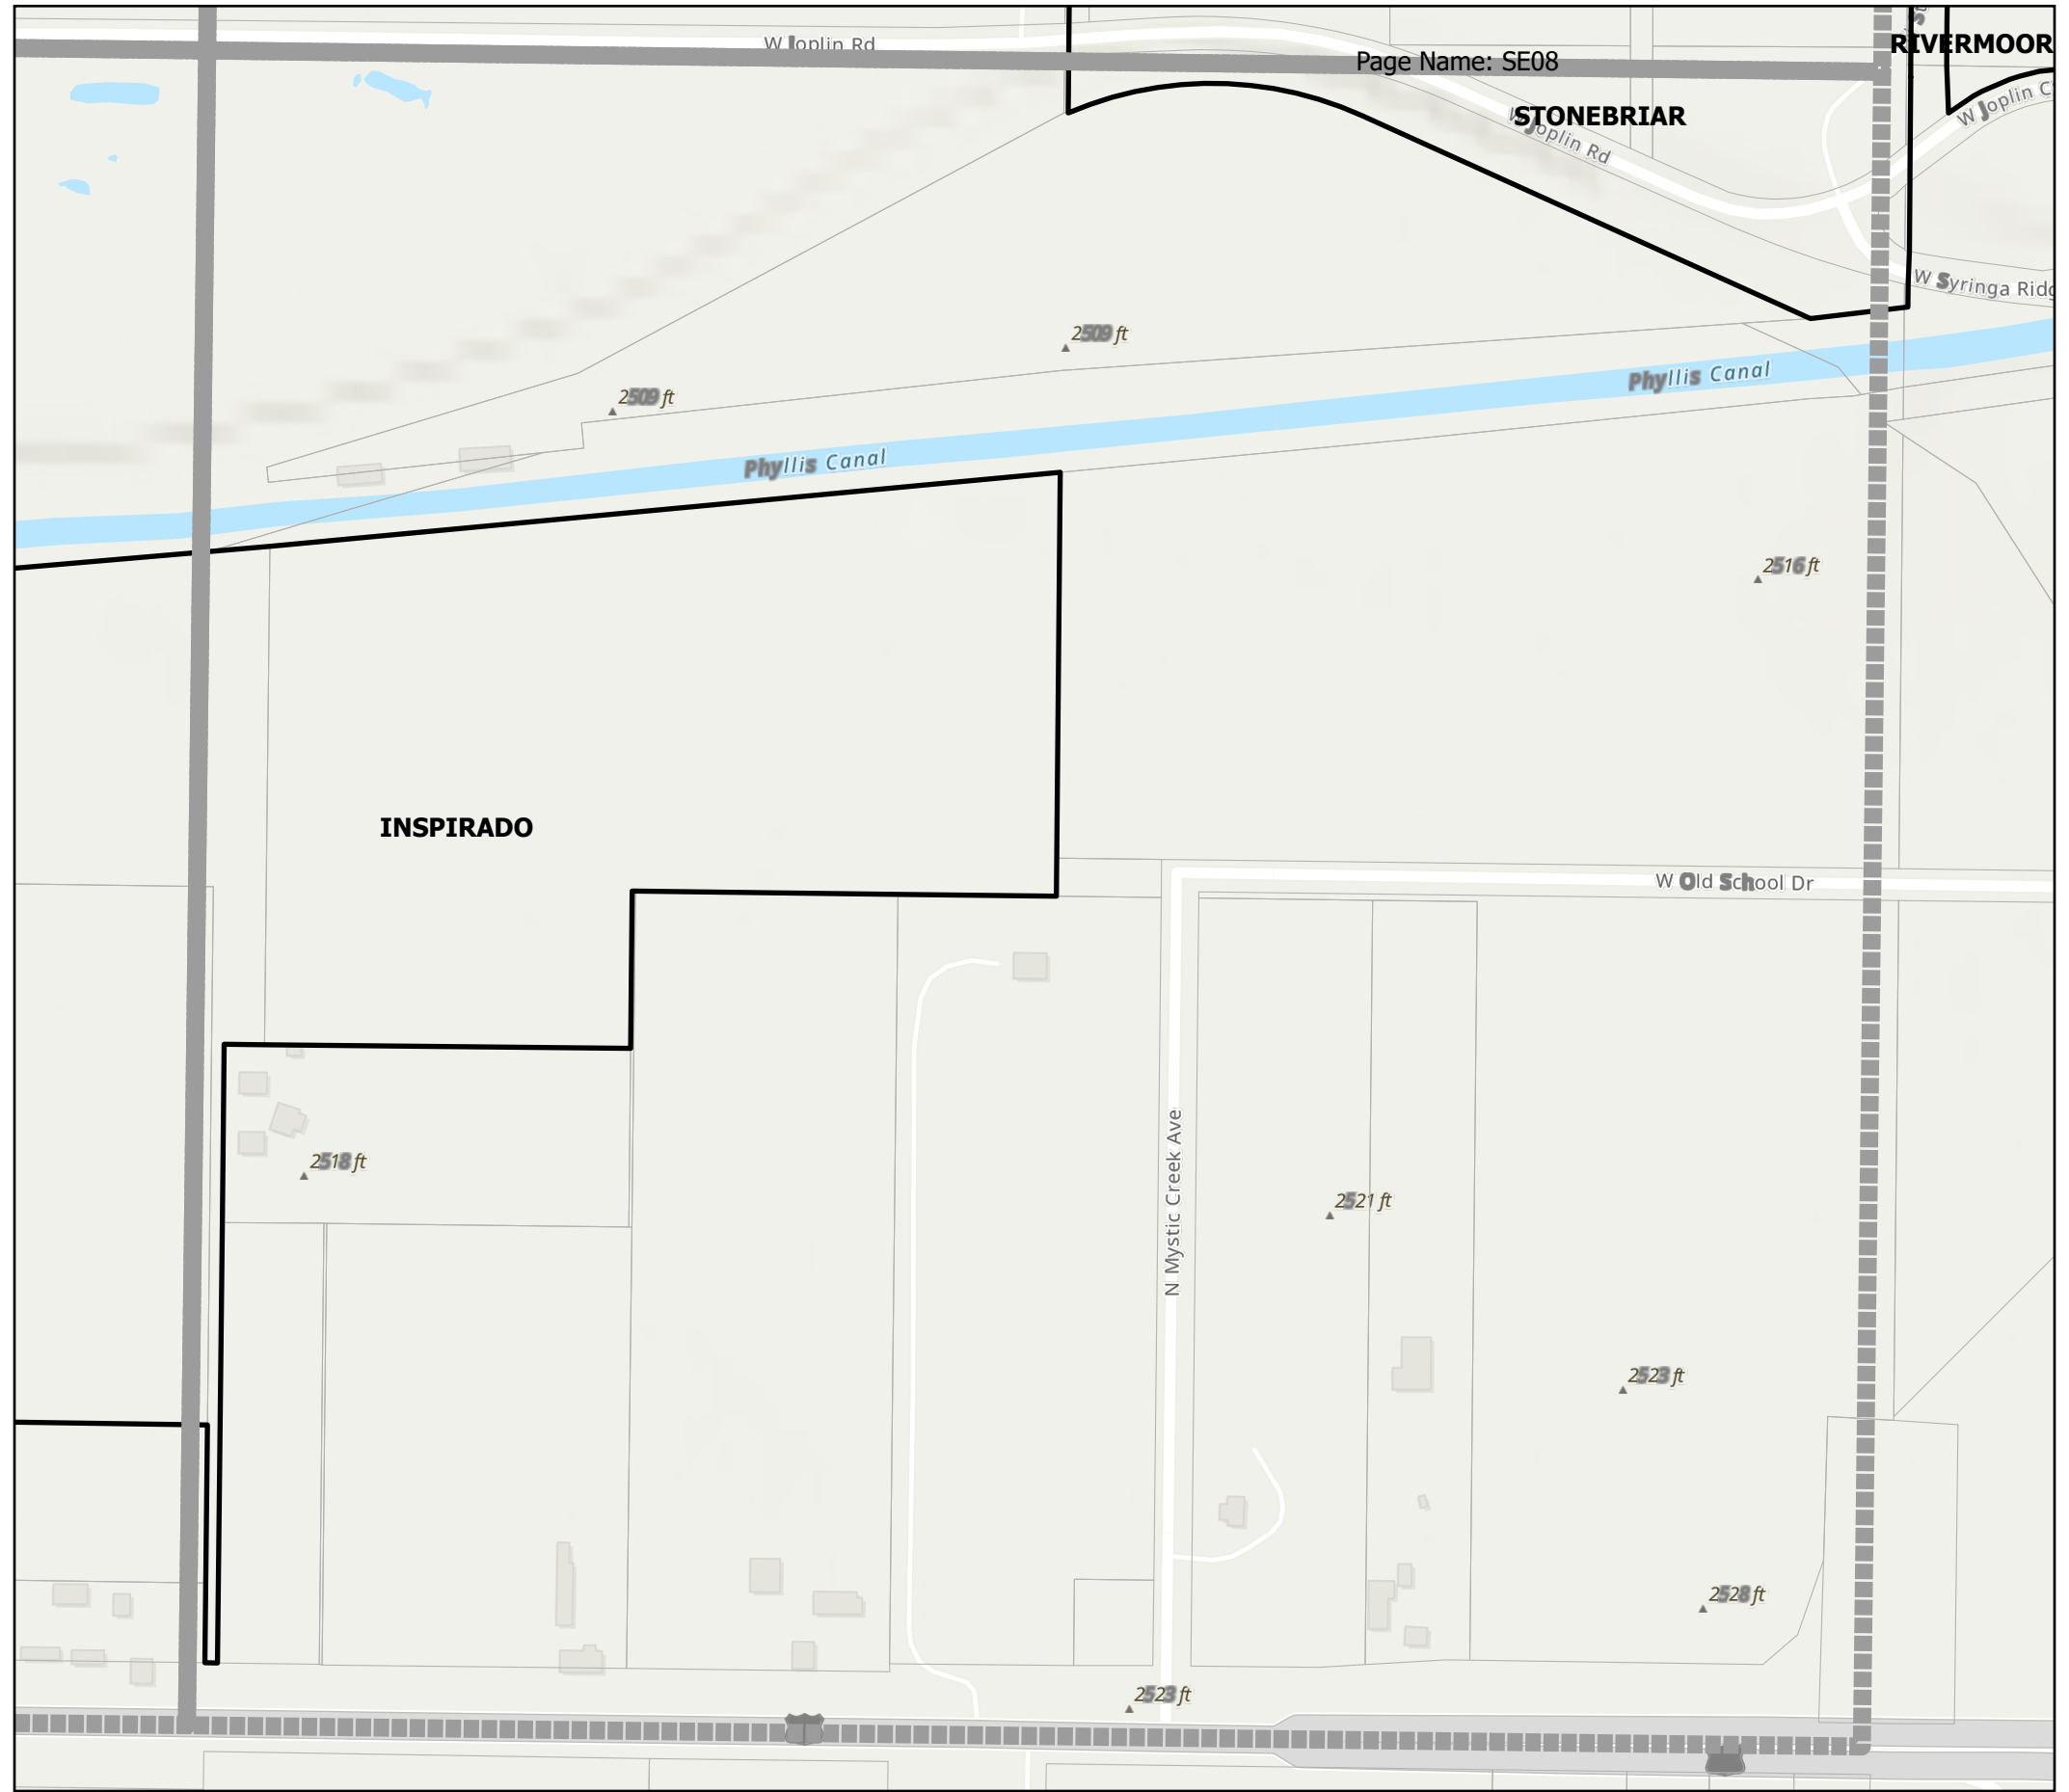 W Joplin Rd
RIVERMOOR
Page Name: SE08
STONEBRIAR
W Joplin Rd
W Joplin C
W Syringa Ridg
2509 ft
Phyllis Canal
2509 ft
Phyllis Canal
2516 ft
INSPIRADO
W Old School Dr
N Mystic Creek Ave
2518 ft
2521 ft
2523 ft
2528 ft
2523 ft